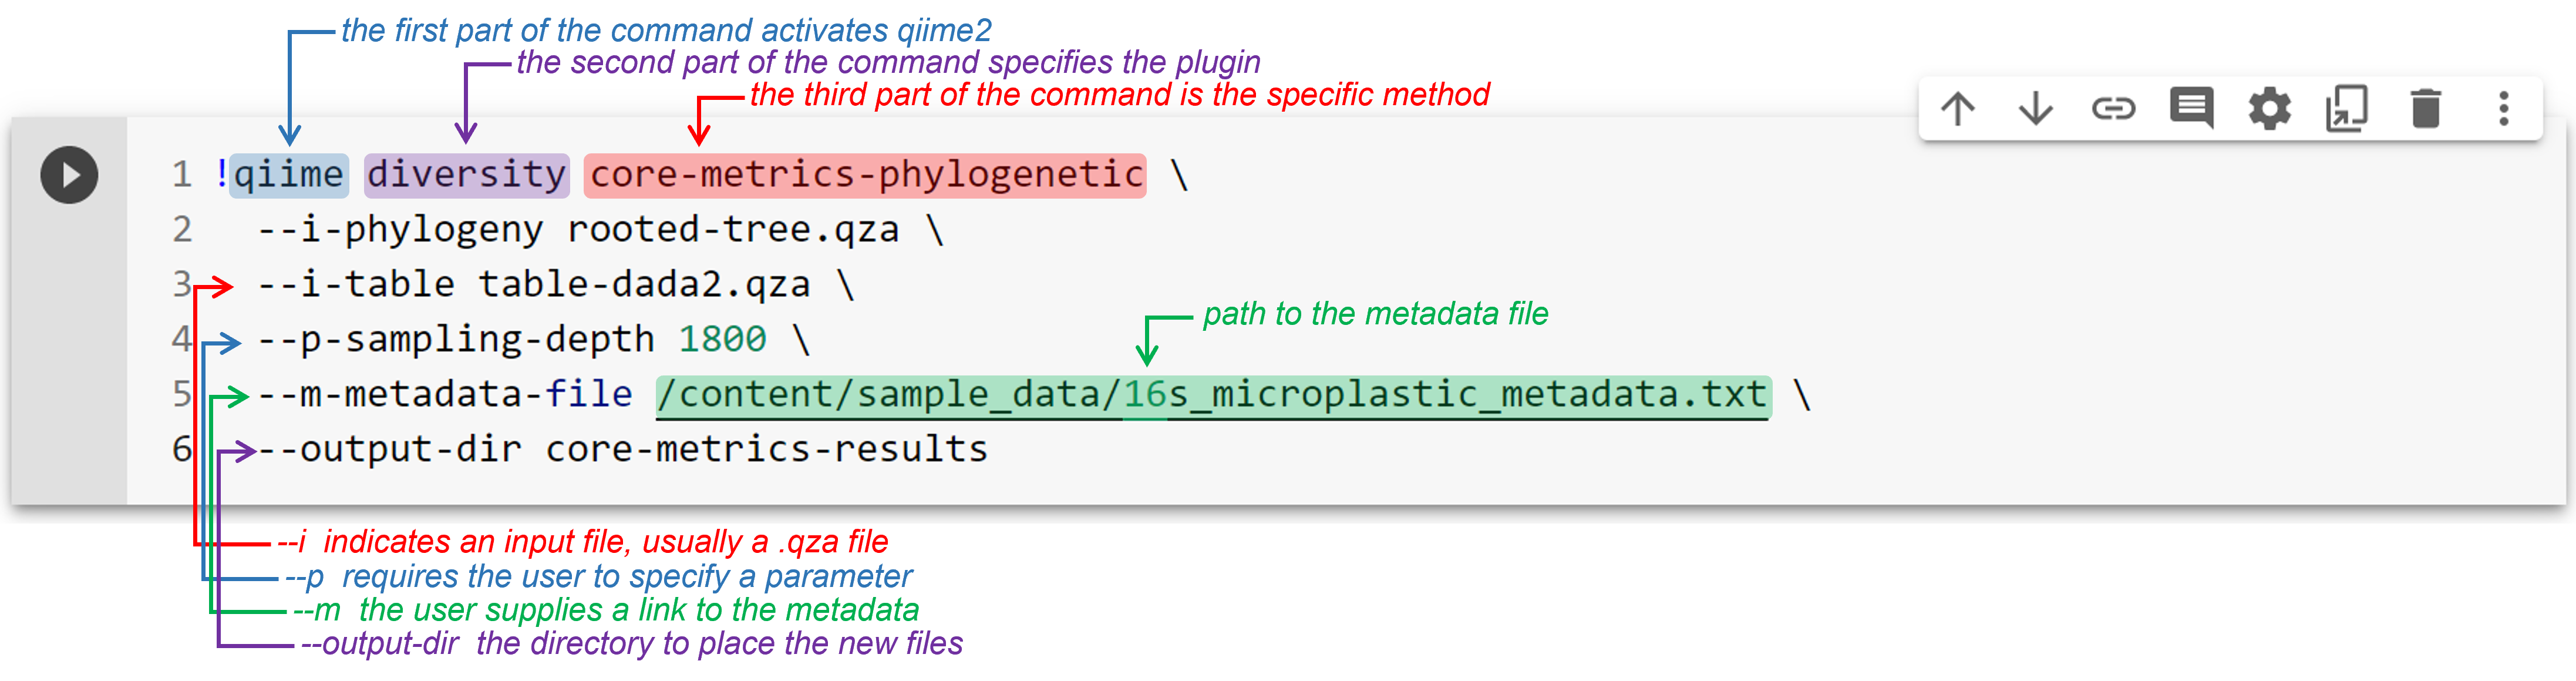 the first part of the command activates qiime2
the second part of the command specifies the plugin
the third part of the command is the specific method
1 !qiime diversity core-metrics-phylogenetic \
2 --i-phylogeny rooted-tree.qza \
3 --i-table table-dada2.qza \
path to the metadata file
4 --p-sampling-depth 1800 \
5 --m-metadata-file /content/sample_data/16s_microplastic_metadata.txt \
6 --output-dir core-metrics-results
--i indicates an input file, usually a .qza file
--p requires the user to specify a parameter
--m the user supplies a link to the metadata
--output-dir the directory to place the new files